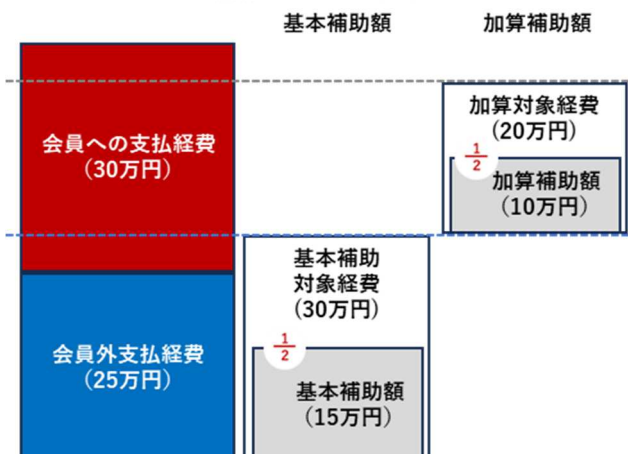 基本補助額
加算補助額
会員への支払経費
(30万円)
加算対象経費
(20万円)
1
2
加算補助額
(10万円)
基本補助
対象経費
(30万円)
会員外支払経費
(25万円)
1
2
基本補助額
(15万円)